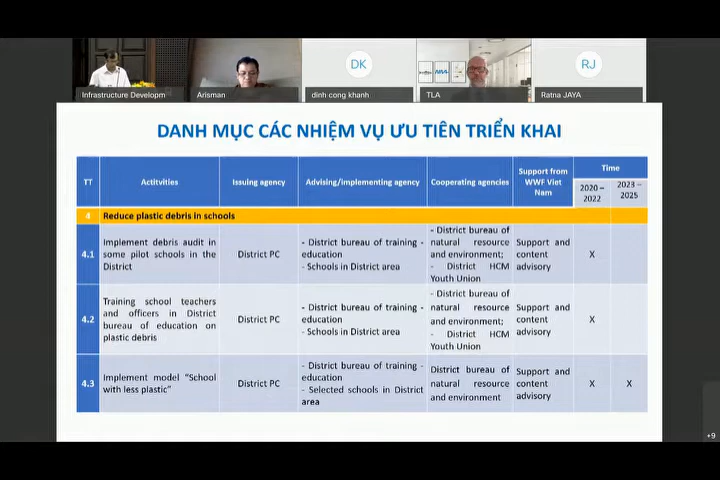 DK
RJ
Infrastructure Developm
Arisman
dinh cong khanh
TLA
Ratna JAYA
DANH MỤC CÁC NHIỆM VỤ ƯU TIÊN TRIỂN KHAI
TT
Actitvities
Issuing agency
Advising/implementing agency
Cooperating agencies
Support from
WWF Viet
Nam
Time
2020 –
2022
2023 –
2025
4
Reduce plastic debris in schools
4.1
Implement debris audit in
some pilot schools in the
District
District PC
- District bureau of training -
education
- Schools in District area
- District bureau of
natural resource
and environment;
- District HCM
Youth Union
Support and
content
advisory
X
4.2
Training school teachers
and officers in District
bureau of education on
plastic debris
District PC
- District bureau of training -
education
- Schools in District area
- District bureau of
natural resource
and environment;
- District HCM
Youth Union
Support and
content
advisory
X
4.3
Implement model “School
with less plastic”
District PC
- District bureau of training -
education
- Selected schools in District
area
District bureau of
natural resource
and environment
Support and
content
advisory
X
X
+9